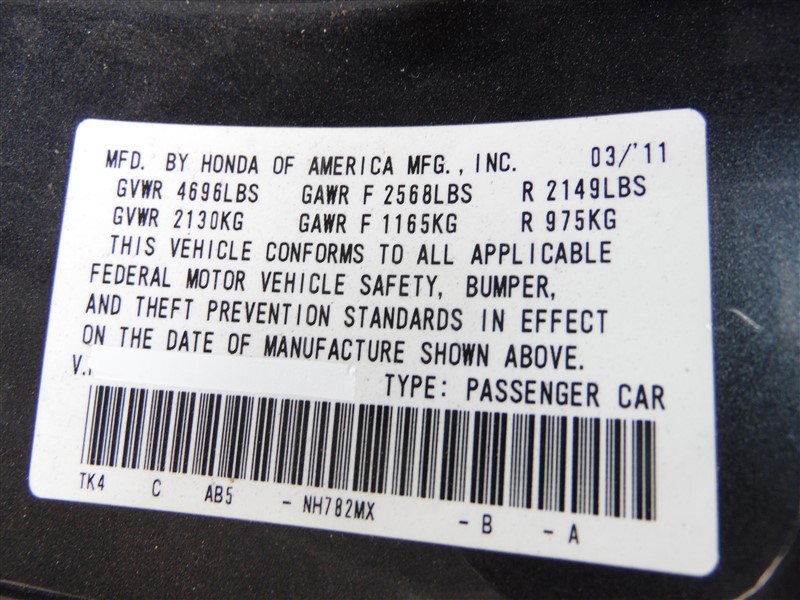 MFD. BY HONDA OF AMERICA MFG., INC. 03/'11
GVWR 4696LBS GAWR F 2568LBS R 2149LBS
GVWR 2130KG GAWR F 1165KG R 975KG
THIS VEHICLE CONFORMS TO ALL APPLICABLE
FEDERAL MOTOR VEHICLE SAFETY, BUMPER,
AND THEFT PREVENTION STANDARDS IN EFFECT
ON THE DATE OF MANUFACTURE SHOWN ABOVE.
V. TYPE: PASSENGER CAR
TK4 C AB5 - NH782MX - B - A